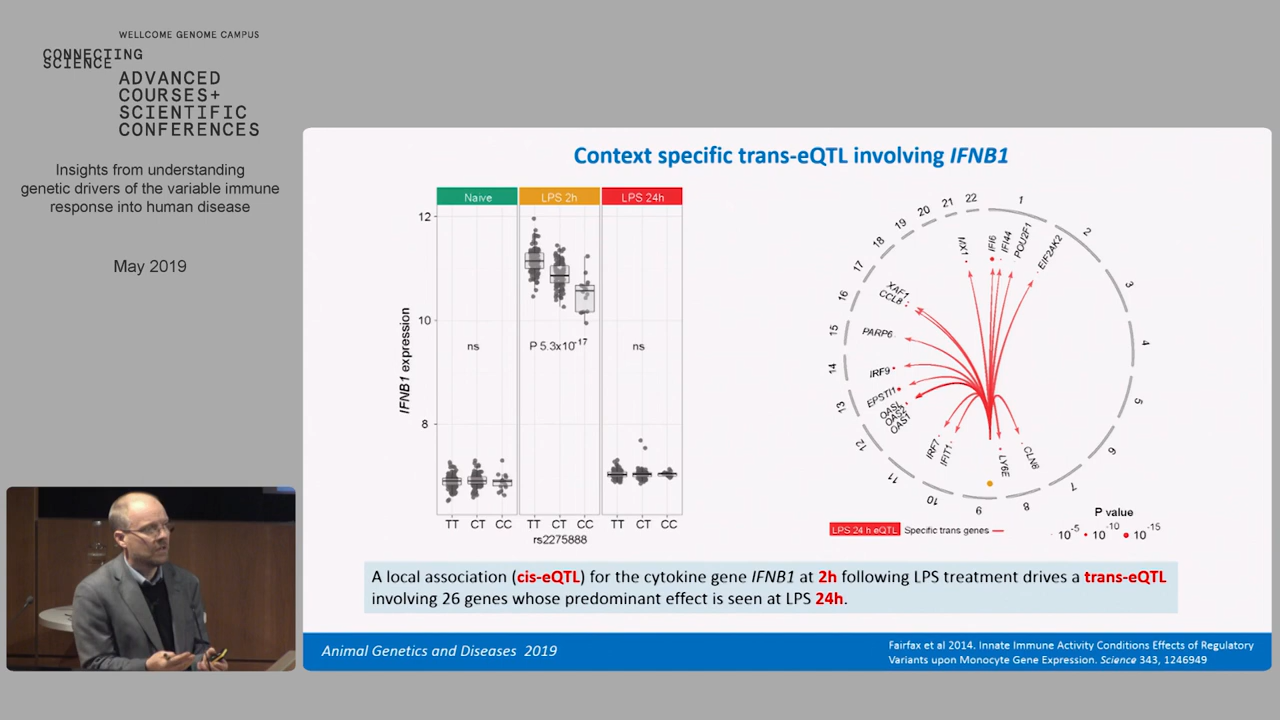 WELLCOME GENOME CAMPUS
CONNECTING
SCIENCE
ADVANCED
COURSES+
SCIENTIFIC
CONFERENCES
Insights from understanding
genetic drivers of the variable immune
response into human disease
May 2019
Context specific trans-eQTL involving IFNB1
Naive LPS 2h LPS 24h
12
10
8
IFNB1 expression
ns P 5.3x10-17 ns
TT CT CC TT CT CC TT CT CC
rs2275888
1
2
3
4
5
6
7
8
9
10
11
12
13
14
15
16
17
18
19
20
21
22
MX1
IFI6
IFI44
POU2F1
EIF2AK2
XAF1
CCL8
PARP6
IRF9
EPSTI1
OASL
OAS2
OAS1
IRF7
IFIT1
LY6E
CLN8
LPS 24 h eQTL Specific trans genes
P value
10-5 10-10 10-15
A local association (cis-eQTL) for the cytokine gene IFNB1 at 2h following LPS treatment drives a trans-eQTL
involving 26 genes whose predominant effect is seen at LPS 24h.
Animal Genetics and Diseases 2019
Fairfax et al 2014. Innate Immune Activity Conditions Effects of Regulatory
Variants upon Monocyte Gene Expression. Science 343, 1246949